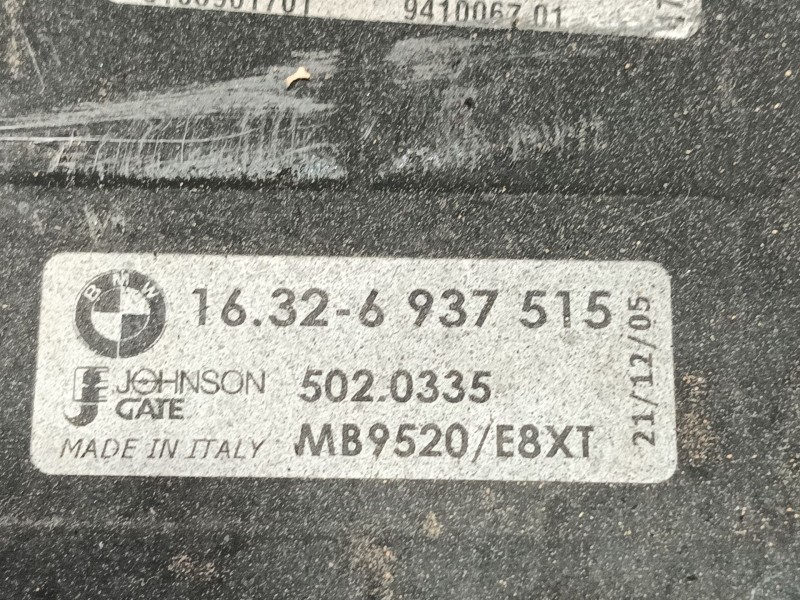 9410067 01
BMW
16.32-6 937 515
JOHNSON
GATE
502.0335
MADE IN ITALY
MB9520/E8XT
21/12/05